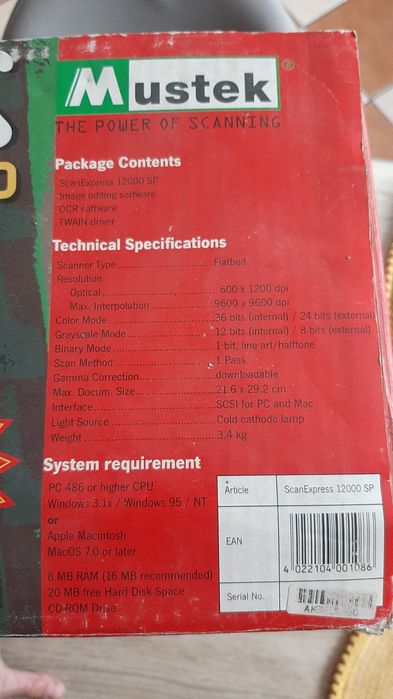 Mustek®
THE POWER OF SCANNING
Package Contents
ScanExpress 12000 SP
Image editing software
OCR software
TWAIN driver
Technical Specifications
Scanner Type....................Flatbed
Resolution
Optical....................600 x 1200 dpi
Max. Interpolation....................9600 x 9600 dpi
Color Mode....................36 bits (internal) / 24 bits (external)
Grayscale Mode....................12 bits (internal) / 8 bits (external)
Binary Mode....................1 bit, line art/halftone
Scan Method....................1 Pass
Gamma Correction....................downloadable
Max. Docum. Size....................21.6 x 29.2 cm
Interface....................SCSI for PC and Mac
Light Source....................Cold cathode lamp
Weight....................3.4 kg
System requirement
PC 486 or higher CPU
Windows 3.1x / Windows 95 / NT
or
Apple Macintosh
MacOS 7.0 or later
8 MB RAM (16 MB recommended)
20 MB free Hard Disk Space
CD-ROM Drive
Article ScanExpress 12000 SP
EAN
4 022104 001086
Serial No.